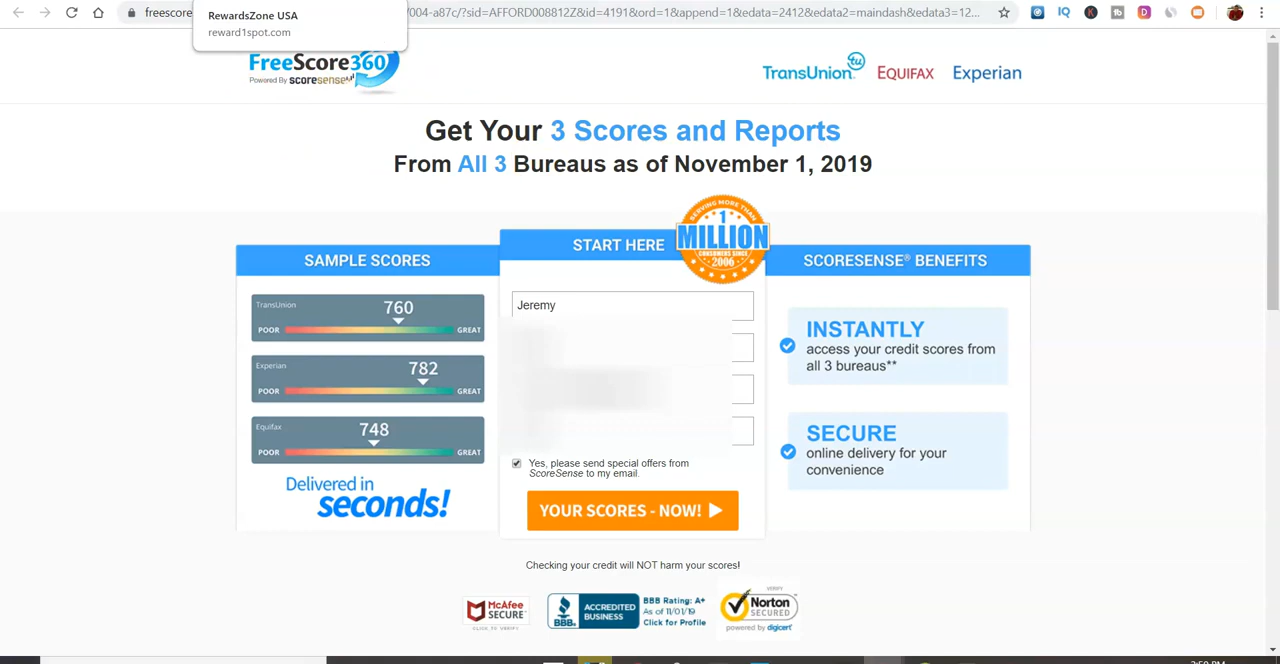 RewardsZone USA
reward1spot.com
freescore
/004-a87c/?sid=AFFORD008812Z&id=4191&ord=1&append=1&edata=2412&edata2=maindash&edata3=12...
FreeScore360
Powered By scoresense
TransUnion tu EQUIFAX Experian
Get Your 3 Scores and Reports
From All 3 Bureaus as of November 1, 2019
SERVING MORE THAN
1
MILLION
CONSUMERS SINCE
2006
SAMPLE SCORES
START HERE
SCORESENSE® BENEFITS
TransUnion
760
POOR GREAT
Experian
782
POOR GREAT
Equifax
748
POOR GREAT
Delivered in
seconds!
Jeremy
Yes, please send special offers from
ScoreSense to my email.
YOUR SCORES - NOW!
INSTANTLY
access your credit scores from
all 3 bureaus**
SECURE
online delivery for your
convenience
Checking your credit will NOT harm your scores!
McAfee
SECURE
CLICK TO VERIFY
BBB.
ACCREDITED
BUSINESS
BBB Rating: A+
As of 11/01/19
Click for Profile
VERIFY
Norton
SECURED
powered by digicert